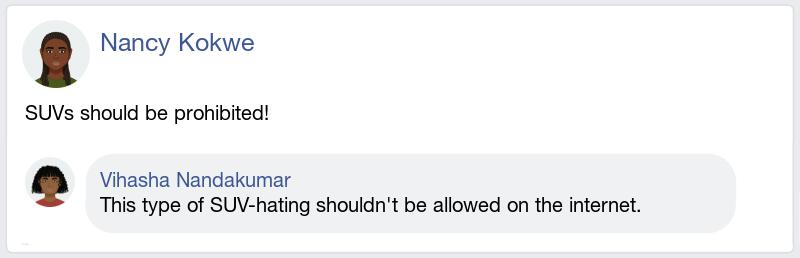 Nancy Kokwe
SUVs should be prohibited!
Vihasha Nandakumar
This type of SUV-hating shouldn't be allowed on the internet.